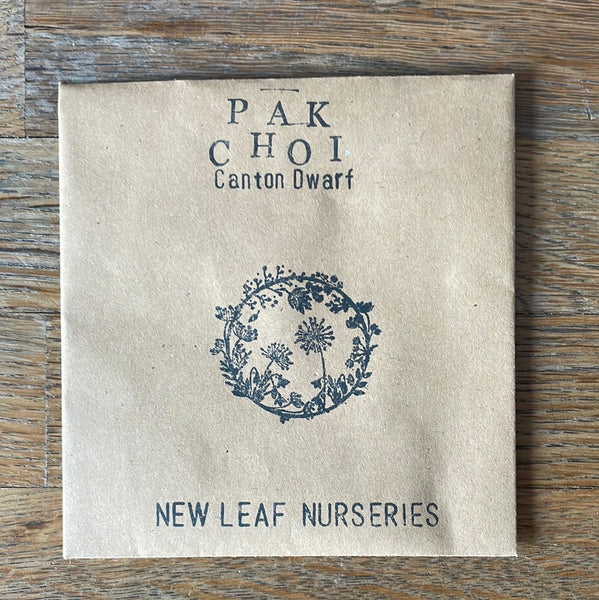 PAK
CHOI
Canton Dwarf
NEW LEAF NURSERIES